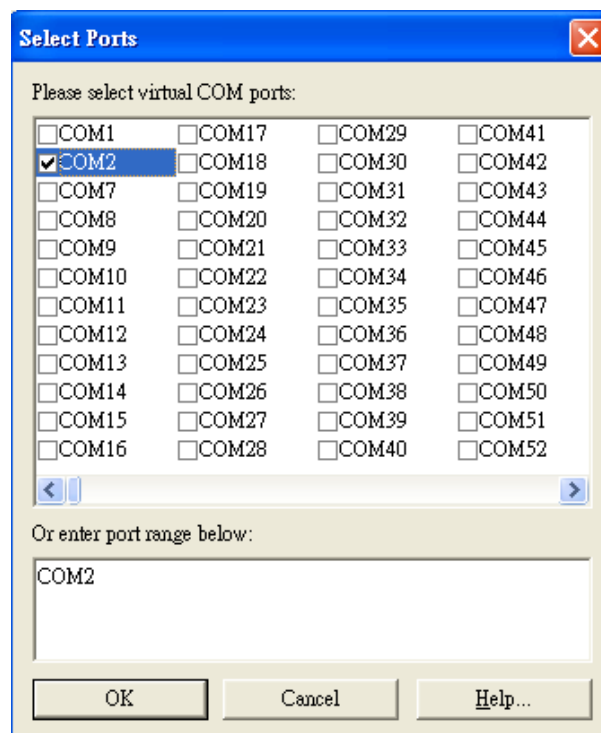 Select Ports
Please select virtual COM ports:
COM1 COM17 COM29 COM41
COM2 COM18 COM30 COM42
COM7 COM19 COM31 COM43
COM8 COM20 COM32 COM44
COM9 COM21 COM33 COM45
COM10 COM22 COM34 COM46
COM11 COM23 COM35 COM47
COM12 COM24 COM36 COM48
COM13 COM25 COM37 COM49
COM14 COM26 COM38 COM50
COM15 COM27 COM39 COM51
COM16 COM28 COM40 COM52
Or enter port range below:
COM2
OK Cancel Help...